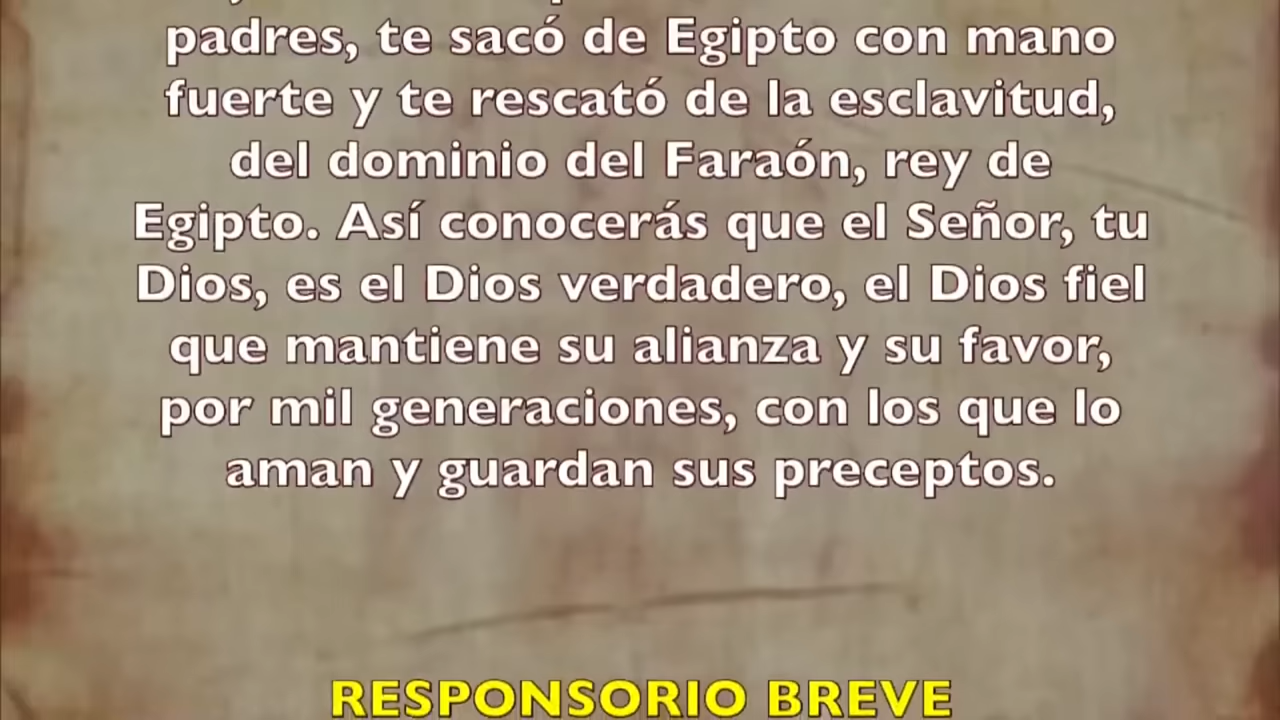 padres, te sacó de Egipto con mano
fuerte y te rescató de la esclavitud,
del dominio del Faraón, rey de
Egipto. Así conocerás que el Señor, tu
Dios, es el Dios verdadero, el Dios fiel
que mantiene su alianza y su favor,
por mil generaciones, con los que lo
aman y guardan sus preceptos.
RESPONSORIO BREVE